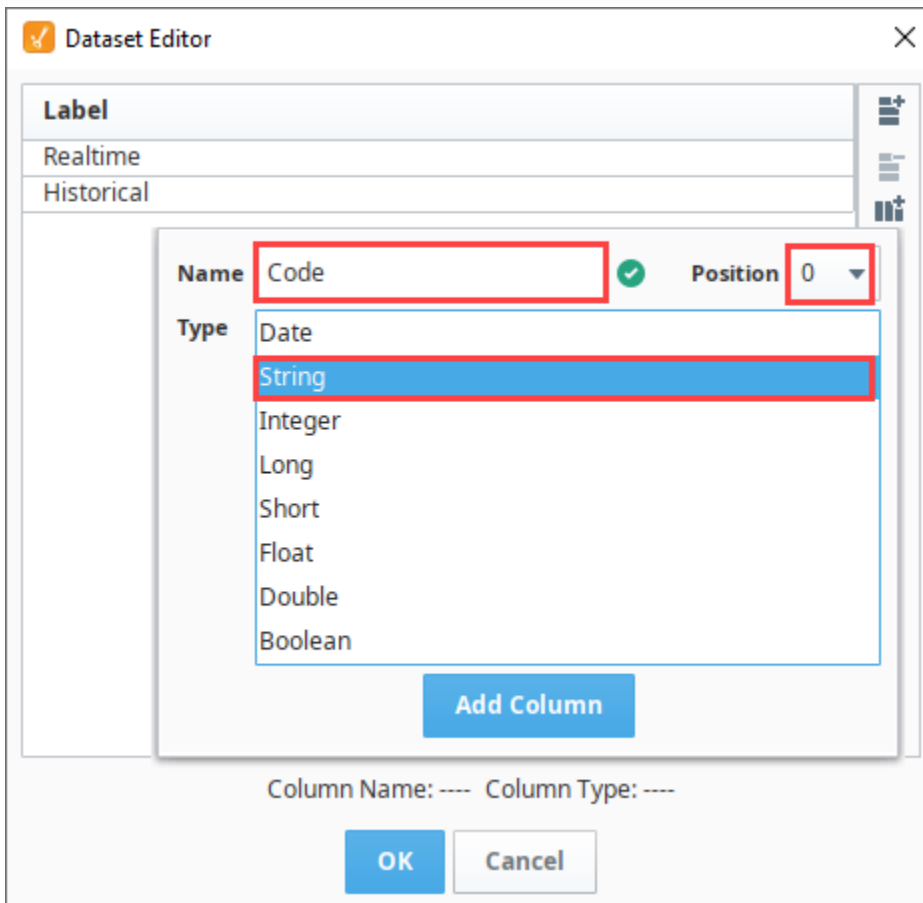 Dataset Editor
Label
Realtime
Historical
Name Code Position 0
Type Date
String
Integer
Long
Short
Float
Double
Boolean
Add Column
Column Name: ---- Column Type: ----
OK Cancel